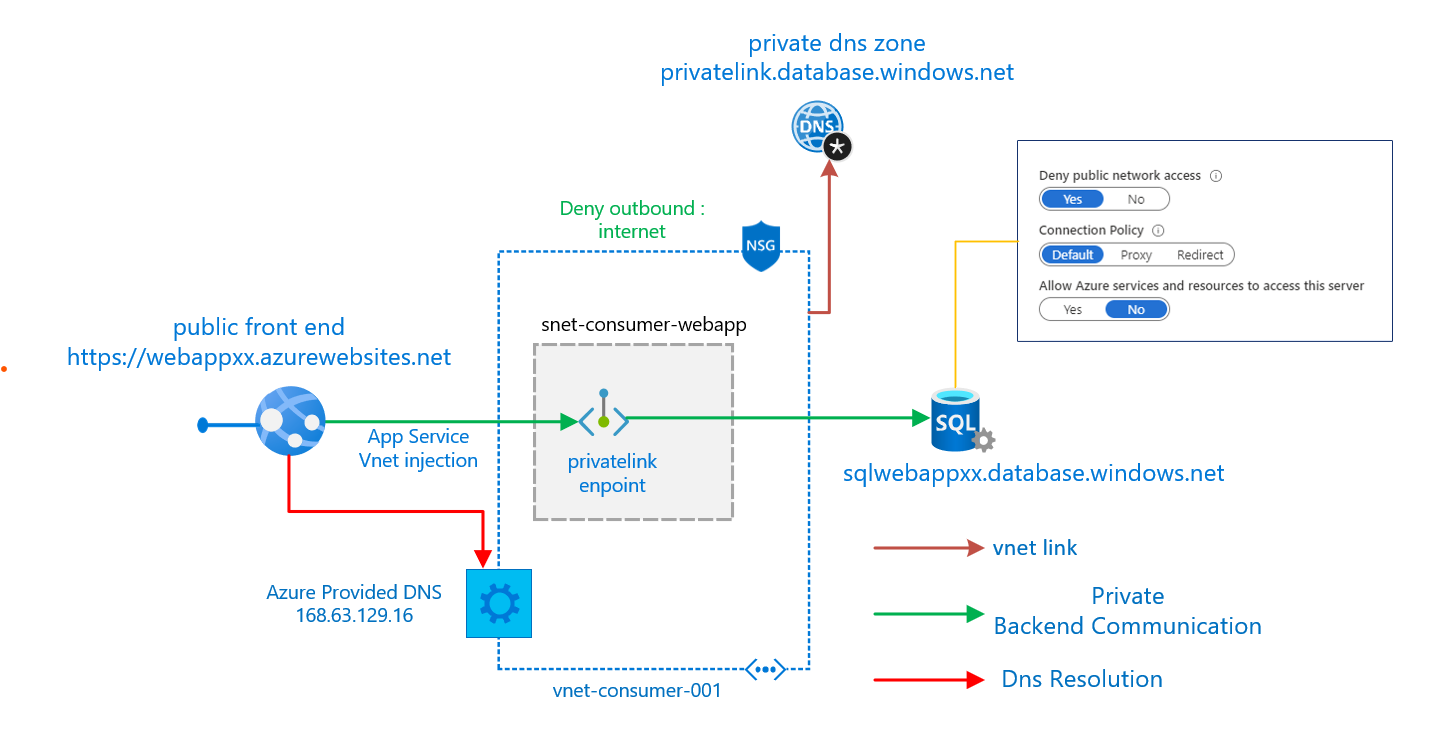 private dns zone
privatelink.database.windows.net
DNS
Deny public network access
Yes No
Connection Policy
Default Proxy Redirect
Allow Azure services and resources to access this server
Yes No
Deny outbound :
internet
NSG
public front end
https://webappxx.azurewebsites.net
snet-consumer-webapp
App Service
Vnet injection
privatelink
enpoint
SQL
sqlwebappxx.database.windows.net
Azure Provided DNS
168.63.129.16
vnet-consumer-001
vnet link
Private
Backend Communication
Dns Resolution